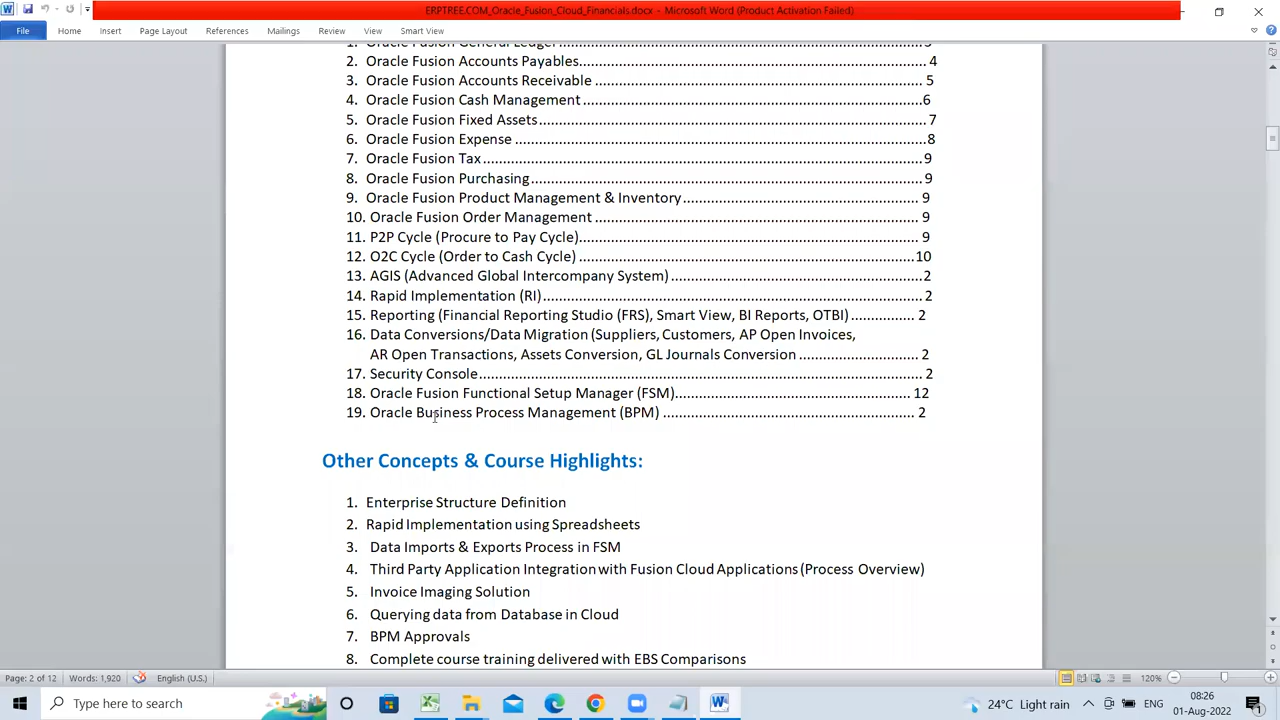 ERPTREE.COM_Oracle_Fusion_Cloud_Financials.docx - Microsoft Word (Product Activation Failed)
File Home Insert Page Layout References Mailings Review View Smart View
1. Oracle Fusion General Ledger 3
2. Oracle Fusion Accounts Payables 4
3. Oracle Fusion Accounts Receivable 5
4. Oracle Fusion Cash Management 6
5. Oracle Fusion Fixed Assets 7
6. Oracle Fusion Expense 8
7. Oracle Fusion Tax 9
8. Oracle Fusion Purchasing 9
9. Oracle Fusion Product Management & Inventory 9
10. Oracle Fusion Order Management 9
11. P2P Cycle (Procure to Pay Cycle) 9
12. O2C Cycle (Order to Cash Cycle) 10
13. AGIS (Advanced Global Intercompany System) 2
14. Rapid Implementation (RI) 2
15. Reporting (Financial Reporting Studio (FRS), Smart View, BI Reports, OTBI) 2
16. Data Conversions/Data Migration (Suppliers, Customers, AP Open Invoices,
AR Open Transactions, Assets Conversion, GL Journals Conversion 2
17. Security Console 2
18. Oracle Fusion Functional Setup Manager (FSM) 12
19. Oracle Business Process Management (BPM) 2
Other Concepts & Course Highlights:
1. Enterprise Structure Definition
2. Rapid Implementation using Spreadsheets
3. Data Imports & Exports Process in FSM
4. Third Party Application Integration with Fusion Cloud Applications (Process Overview)
5. Invoice Imaging Solution
6. Querying data from Database in Cloud
7. BPM Approvals
8. Complete course training delivered with EBS Comparisons
Page: 2 of 12 Words: 1,920 English (U.S.) 120%
Type here to search 24°C Light rain ENG 08:26
01-Aug-2022